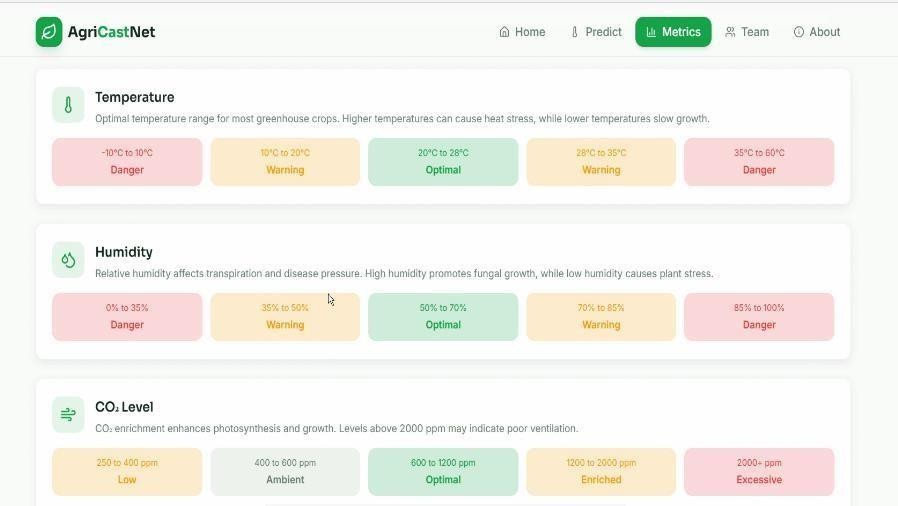 AgriCastNet
Home
Predict
Metrics
Team
About
Temperature
Optimal temperature range for most greenhouse crops. Higher temperatures can cause heat stress, while lower temperatures slow growth.
-10°C to 10°C
Danger
10°C to 20°C
Warning
20°C to 28°C
Optimal
28°C to 35°C
Warning
35°C to 60°C
Danger
Humidity
Relative humidity affects transpiration and disease pressure. High humidity promotes fungal growth, while low humidity causes plant stress.
0% to 35%
Danger
35% to 50%
Warning
50% to 70%
Optimal
70% to 85%
Warning
85% to 100%
Danger
CO₂ Level
CO₂ enrichment enhances photosynthesis and growth. Levels above 2000 ppm may indicate poor ventilation.
250 to 400 ppm
Low
400 to 600 ppm
Ambient
600 to 1200 ppm
Optimal
1200 to 2000 ppm
Enriched
2000+ ppm
Excessive